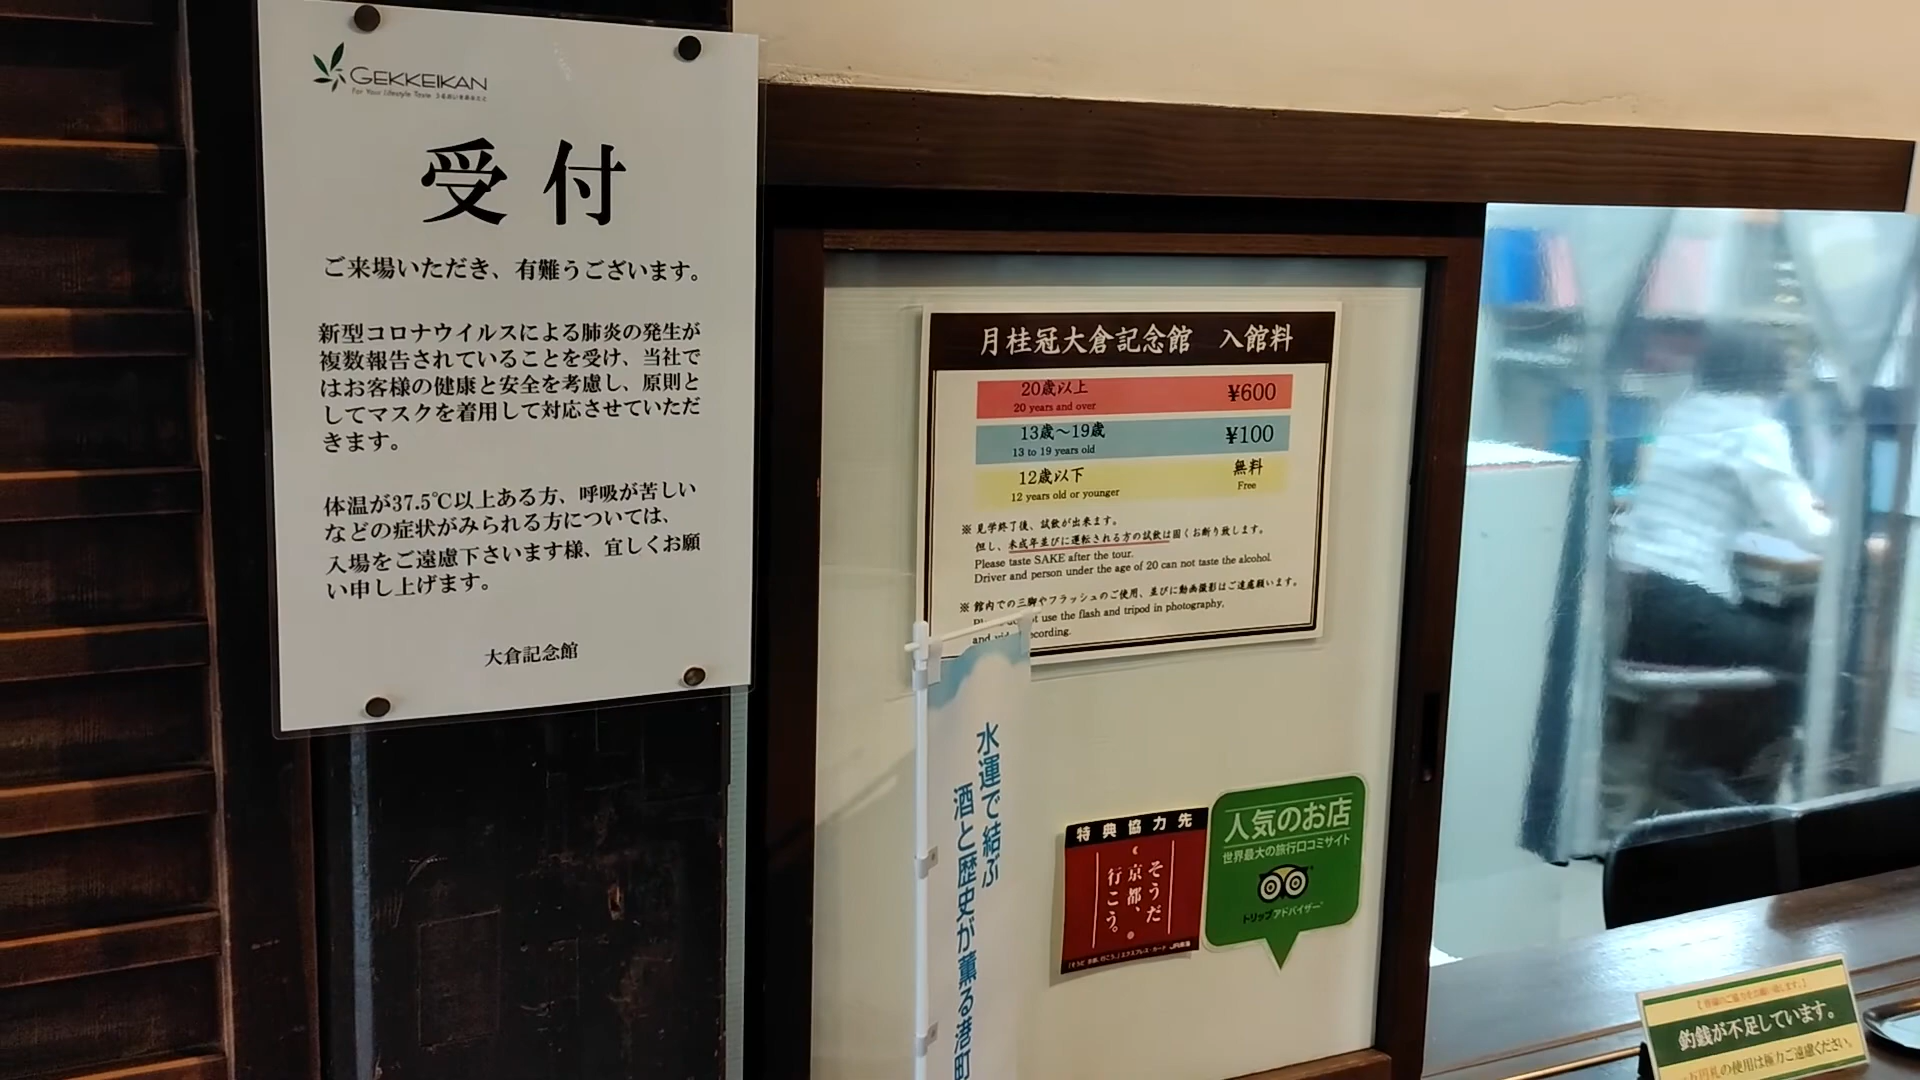 GEKKEIKAN
For Your Lifestyle Taste
受付
ご来場いただき、有難うございます。
新型コロナウイルスによる肺炎の発生が
複数報告されていることを受け、当社で
はお客様の健康と安全を考慮し、原則と
してマスクを着用して対応させていただ
きます。
体温が37.5℃以上ある方、呼吸が苦しい
などの症状がみられる方については、
入場をご遠慮下さいます様、宜しくお願
い申し上げます。
大倉記念館
月桂冠大倉記念館 入館料
20歳以上 ¥600
20 years and over
13歳～19歳 ¥100
13 to 19 years old
12歳以下 無料
12 years old or younger Free
※ 見学終了後、試飲が出来ます。
但し、未成年並びに運転される方の試飲は固くお断り致します。
Please taste SAKE after the tour.
Driver and person under the age of 20 can not taste the alcohol.
※ 館内での三脚やフラッシュのご使用、並びに動画撮影はご遠慮願います。
use the flash and tripod in photography,
and
水運で結ぶ
酒と歴史が薫る港町
特典協力先
そうだ
京都、
行こう。
人気のお店
世界最大の旅行口コミサイト
トリップアドバイザー
釣銭が不足しています。
万円札の使用は極力ご遠慮ください。